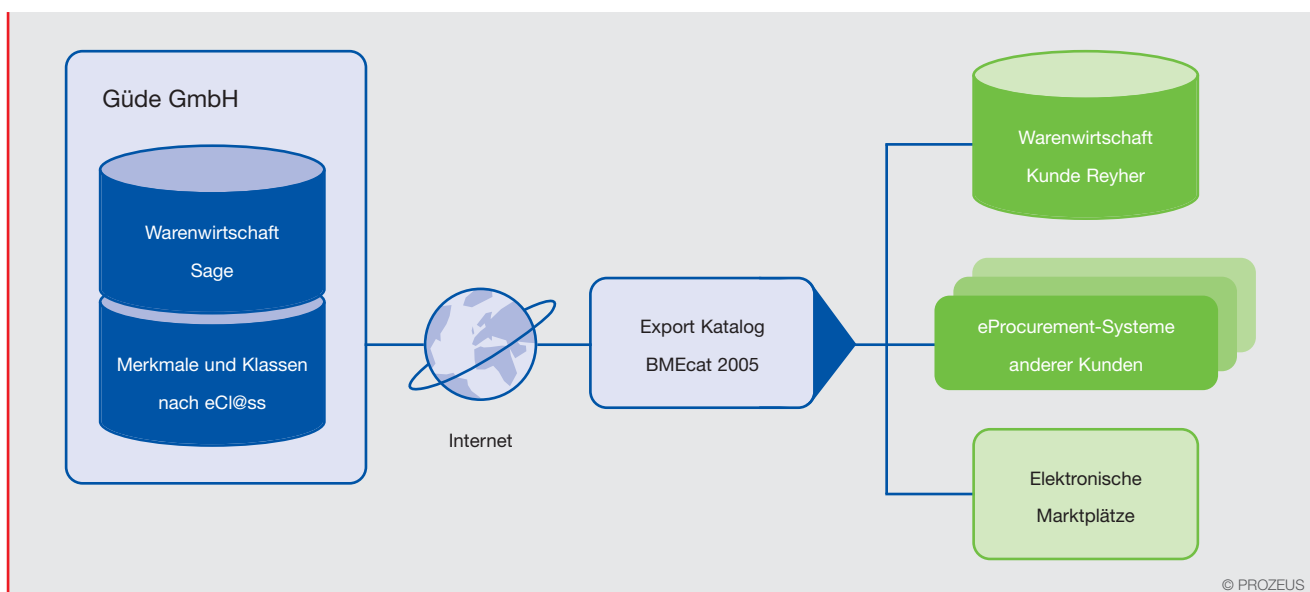 Güde GmbH
Warenwirtschaft
Sage
Merkmale und Klassen
nach eCl@ss
Internet
Export Katalog
BMEcat 2005
Warenwirtschaft
Kunde Reyher
eProcurement-Systeme
anderer Kunden
Elektronische
Marktplätze
© PROZEUS